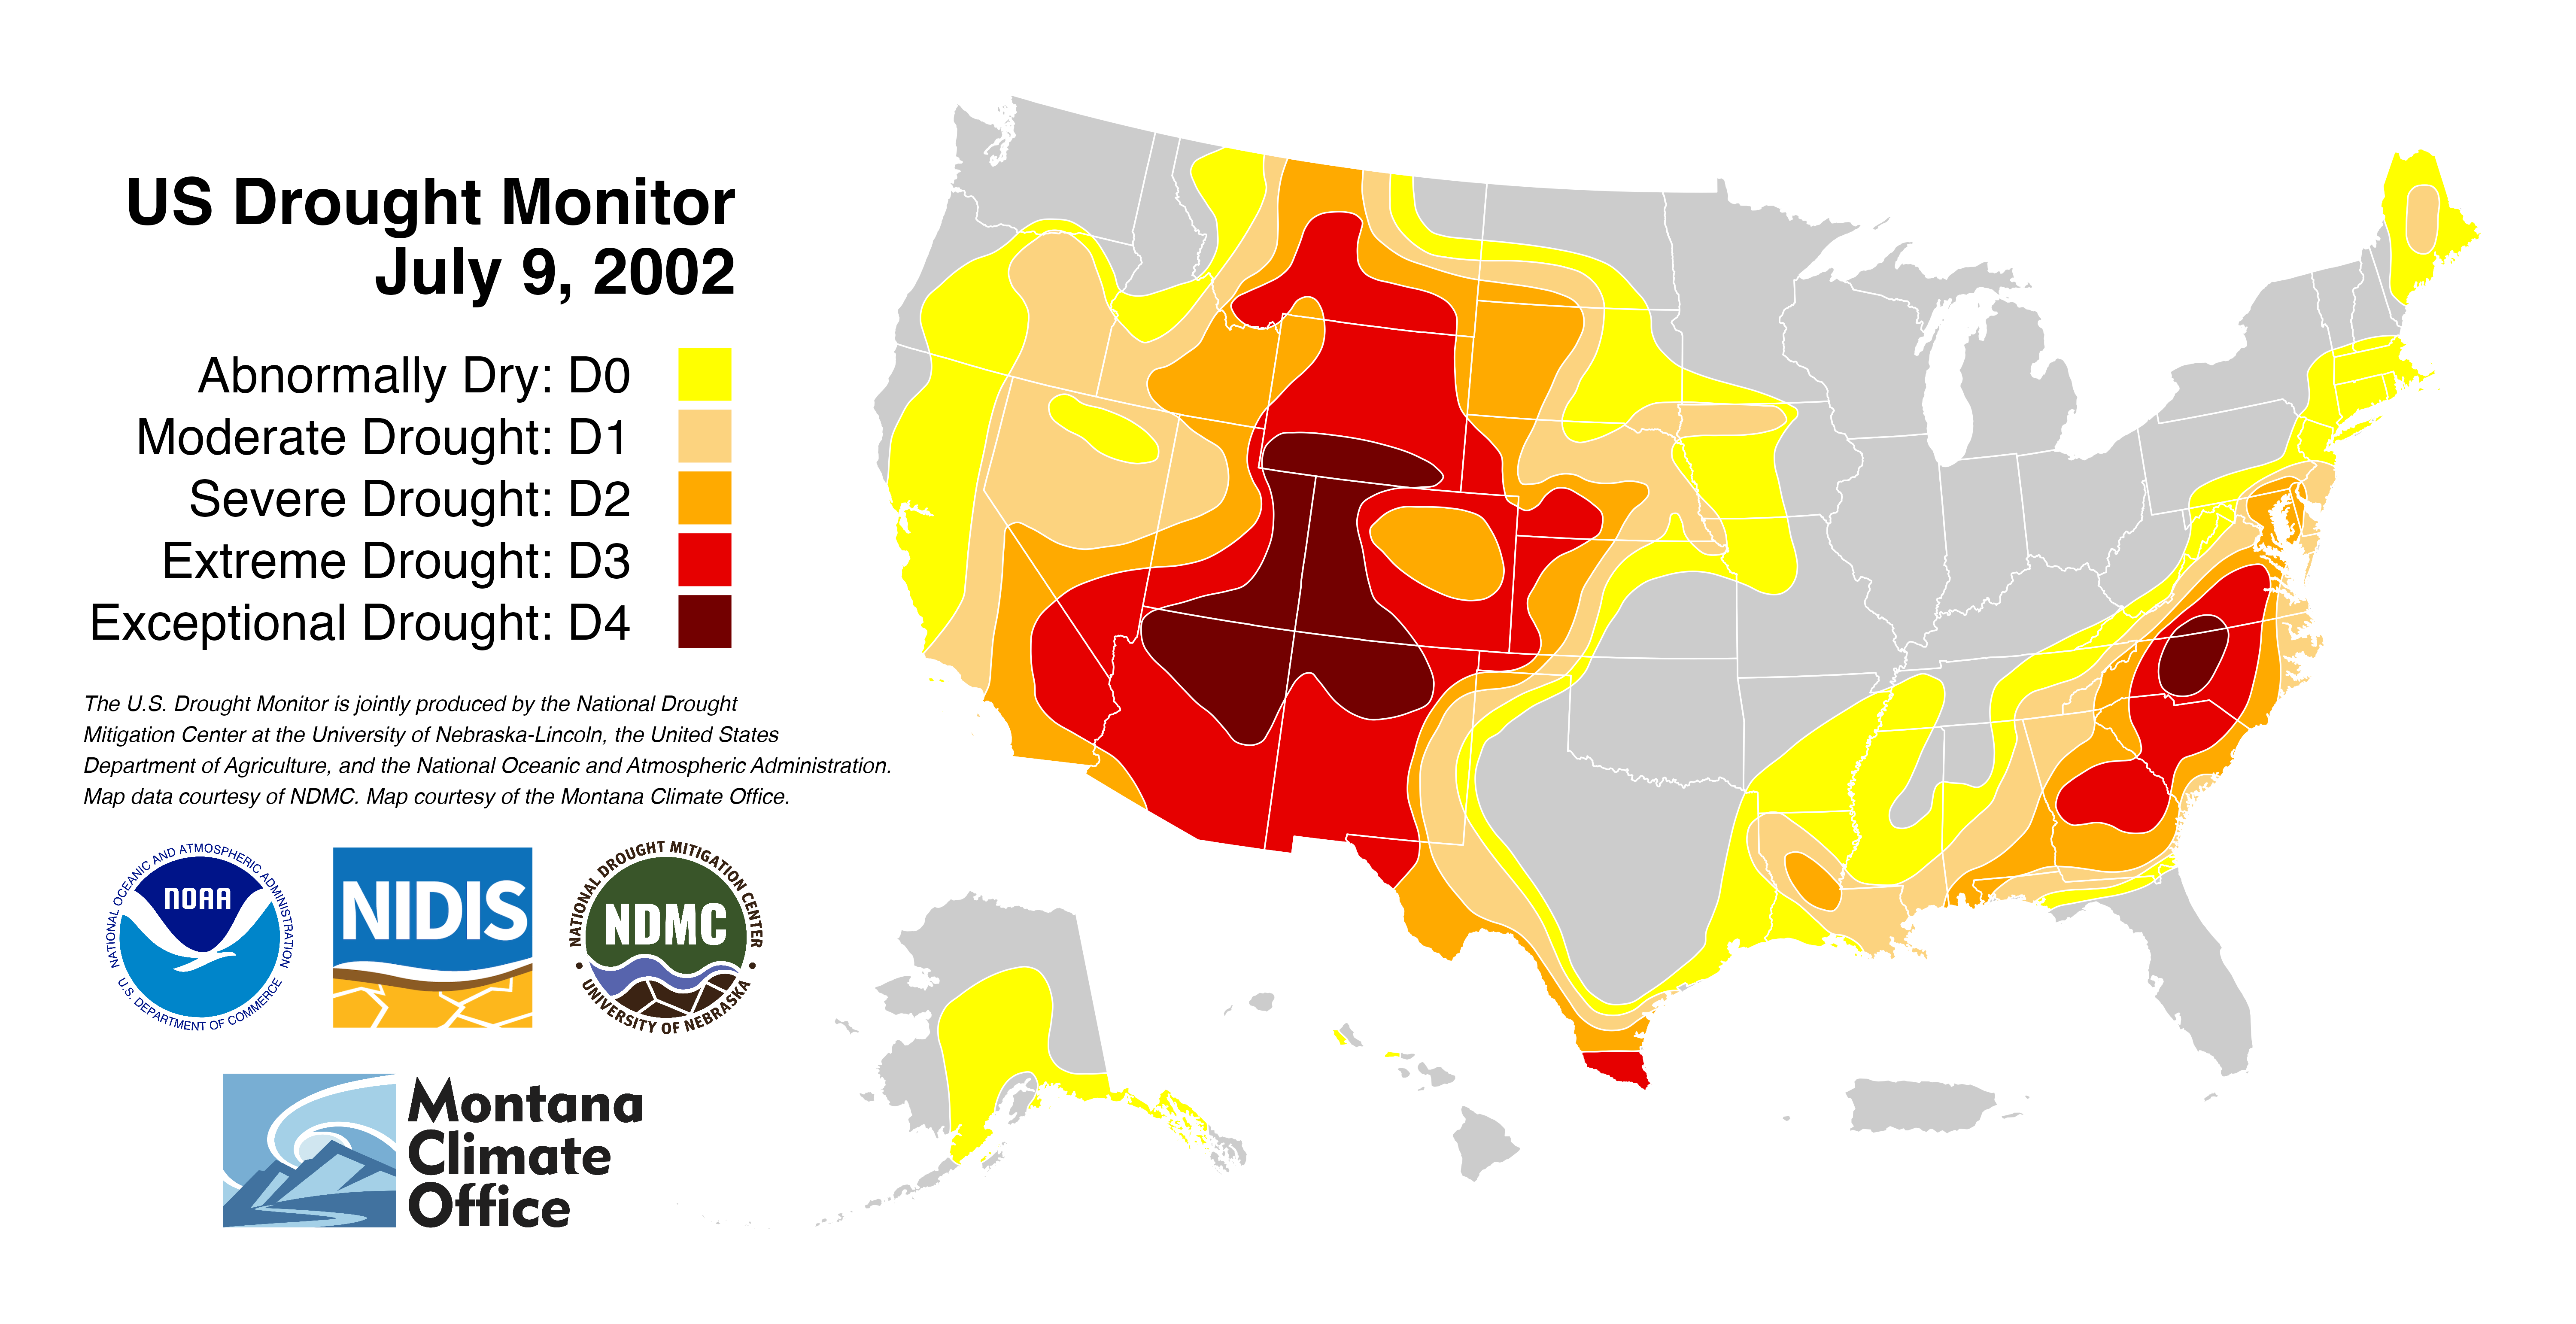 US Drought Monitor
July 9, 2002
Abnormally Dry: D0
Moderate Drought: D1
Severe Drought: D2
Extreme Drought: D3
Exceptional Drought: D4
The U.S. Drought Monitor is jointly produced by the National Drought
Mitigation Center at the University of Nebraska-Lincoln, the United States
Department of Agriculture, and the National Oceanic and Atmospheric Administration.
Map data courtesy of NDMC. Map courtesy of the Montana Climate Office.
NATIONAL OCEANIC AND ATMOSPHERIC ADMINISTRATION
NOAA
U.S. DEPARTMENT OF COMMERCE
NIDIS
NATIONAL DROUGHT MITIGATION CENTER
NDMC
UNIVERSITY OF NEBRASKA
Montana
Climate
Office